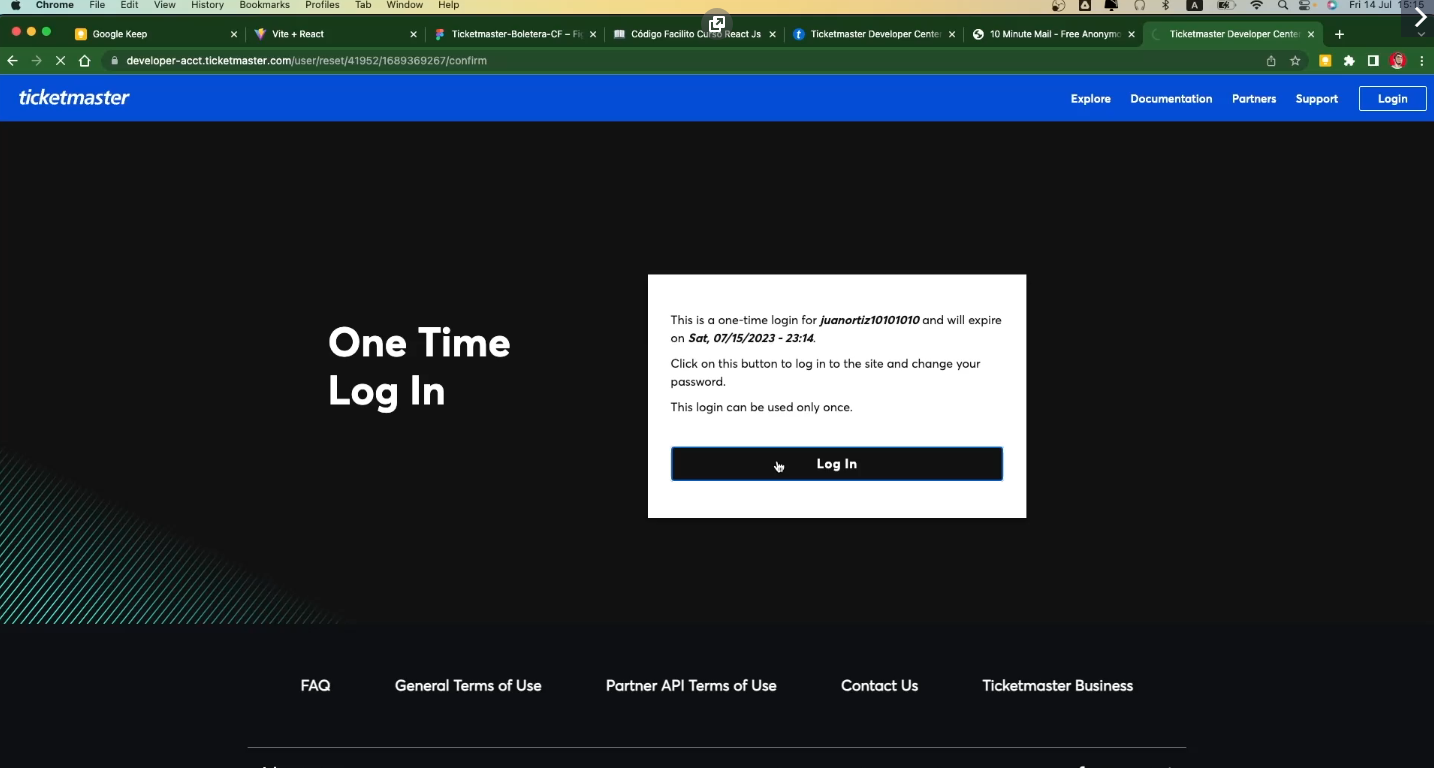 Chrome File Edit View History Bookmarks Profiles Tab Window Help A Fri 14 Jul 15:15
Google Keep Vite + React Ticketmaster-Boletera-CF – Fig Código Facilito Curso React Js Ticketmaster Developer Center 10 Minute Mail - Free Anonymo Ticketmaster Developer Center
developer-acct.ticketmaster.com/user/reset/41952/1689369267/confirm
ticketmaster Explore Documentation Partners Support Login
One Time
Log In
This is a one-time login for juanortiz10101010 and will expire
on Sat, 07/15/2023 - 23:14.
Click on this button to log in to the site and change your
password.
This login can be used only once.
Log In
FAQ General Terms of Use Partner API Terms of Use Contact Us Ticketmaster Business